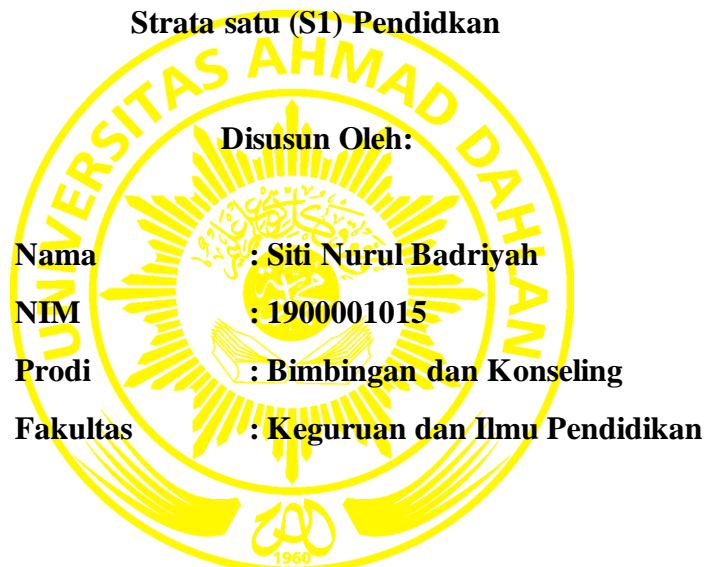 Strata satu (S1) Pendidkan
UNIVERSITAS AHMAD DAHLAN
Disusun Oleh:
Nama : Siti Nurul Badriyah
NIM : 1900001015
Prodi : Bimbingan dan Konseling
Fakultas : Keguruan dan Ilmu Pendidikan
1960